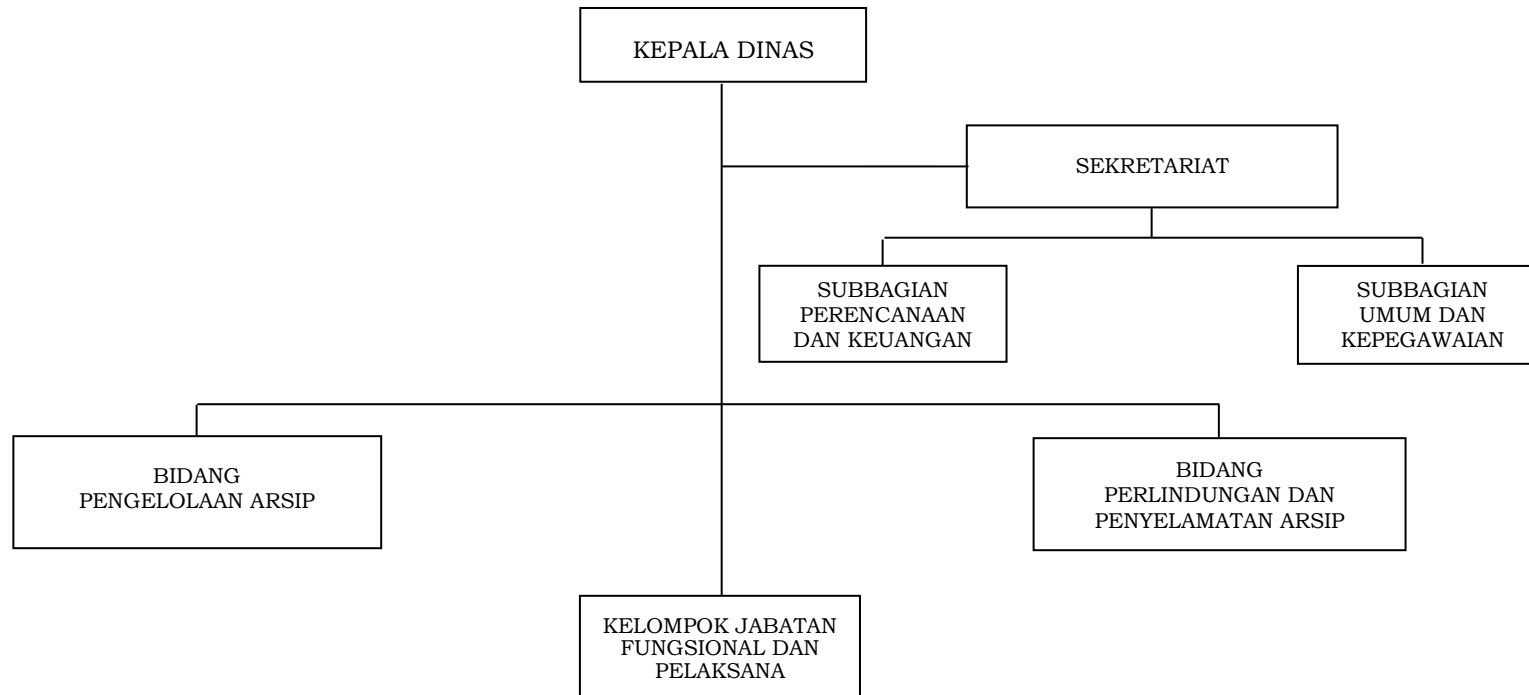 KEPALA DINAS
SEKRETARIAT
SUBBAGIAN
PERENCANAAN
DAN KEUANGAN
SUBBAGIAN
UMUM DAN
KEPEGAWAIAN
BIDANG
PENGELOLAAN ARSIP
BIDANG
PERLINDUNGAN DAN
PENYELAMATAN ARSIP
KELOMPOK JABATAN
FUNGSIONAL DAN
PELAKSANA